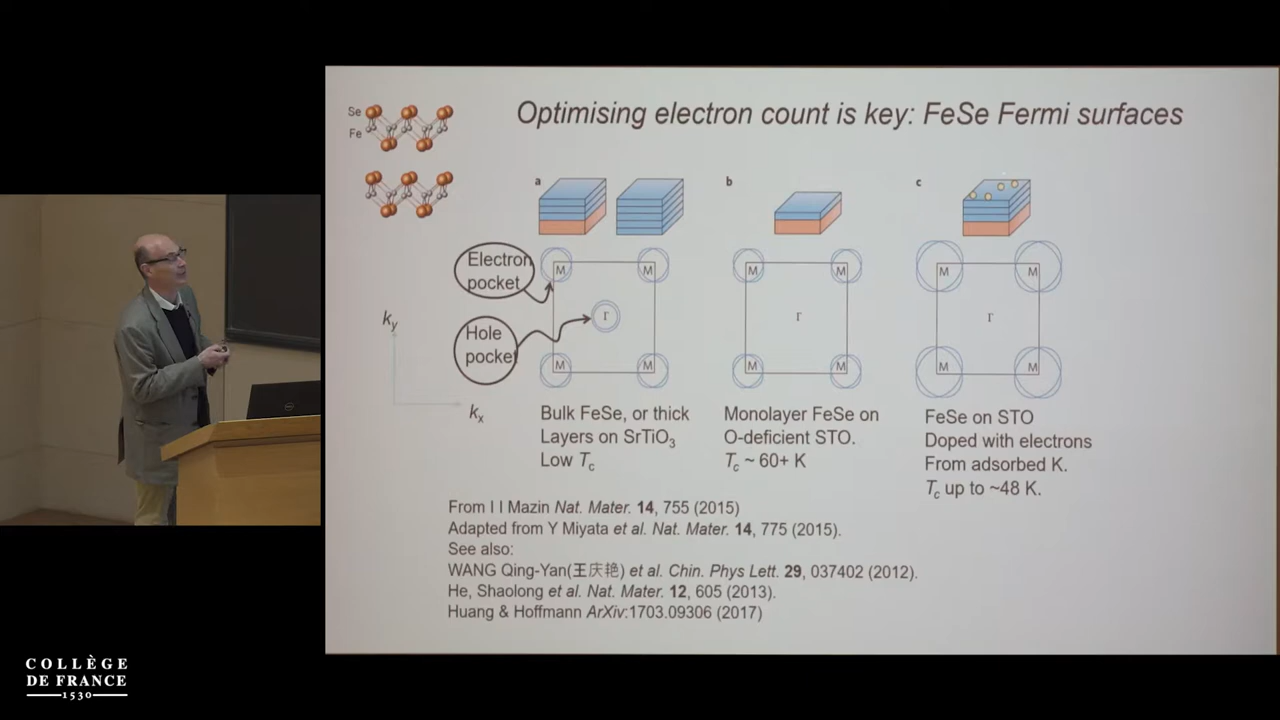 Optimising electron count is key: FeSe Fermi surfaces
Se
Fe
a
b
c
Electron
pocket
Hole
pocket
M
M
M
M
Γ
M
M
M
M
Γ
M
M
M
M
Γ
ky
kx
Bulk FeSe, or thick
Layers on SrTiO3
Low Tc
Monolayer FeSe on
O-deficient STO.
Tc ~ 60+ K
FeSe on STO
Doped with electrons
From adsorbed K.
Tc up to ~48 K.
From I I Mazin Nat. Mater. 14, 755 (2015)
Adapted from Y Miyata et al. Nat. Mater. 14, 775 (2015).
See also:
WANG Qing-Yan(王庆艳) et al. Chin. Phys Lett. 29, 037402 (2012).
He, Shaolong et al. Nat. Mater. 12, 605 (2013).
Huang & Hoffmann ArXiv:1703.09306 (2017)
COLLÈGE
DE FRANCE
1530